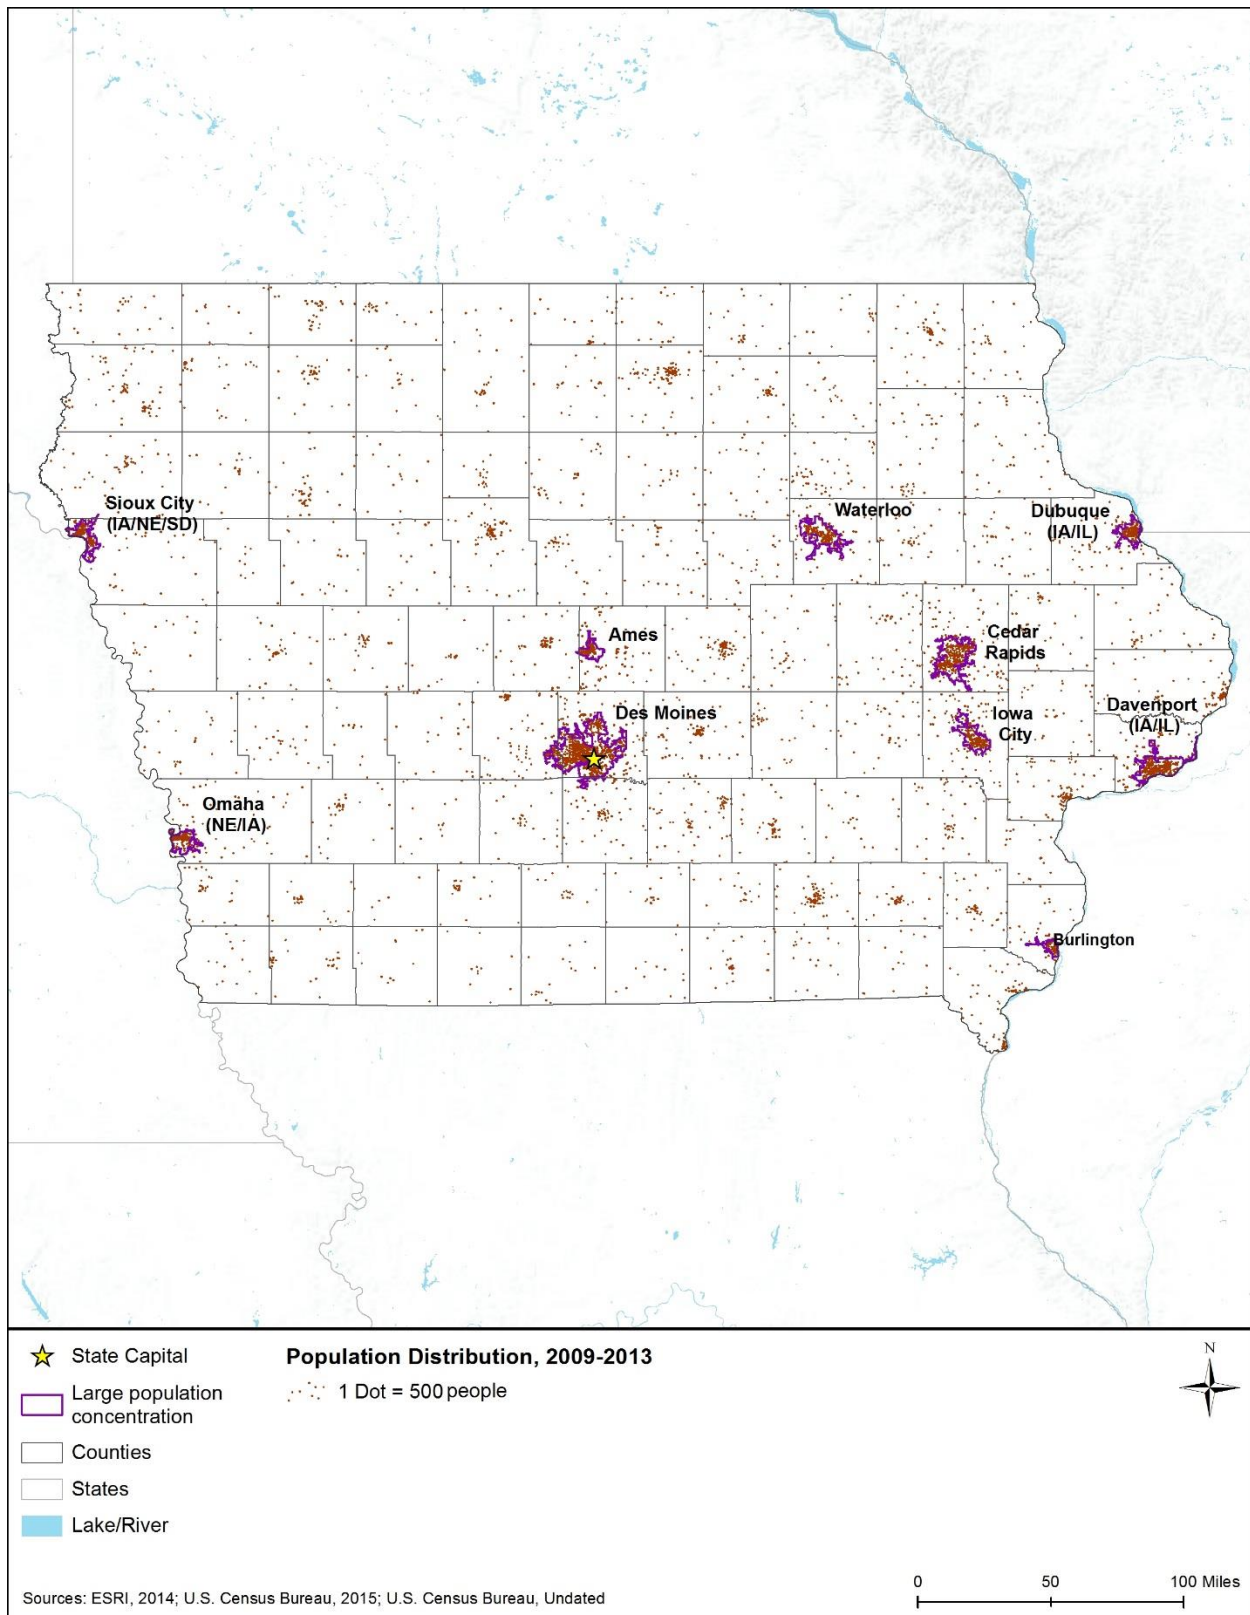 Sioux City
(IA/NE/SD)
Waterloo
Dubuque
(IA/IL)
Ames
Cedar
Rapids
Des Moines
Iowa
City
Davenport
(IA/IL)
Omaha
(NE/IA)
Burlington
State Capital
Large population
concentration
Counties
States
Lake/River
Population Distribution, 2009-2013
1 Dot = 500 people
N
Sources: ESRI, 2014; U.S. Census Bureau, 2015; U.S. Census Bureau, Undated
0 50 100 Miles